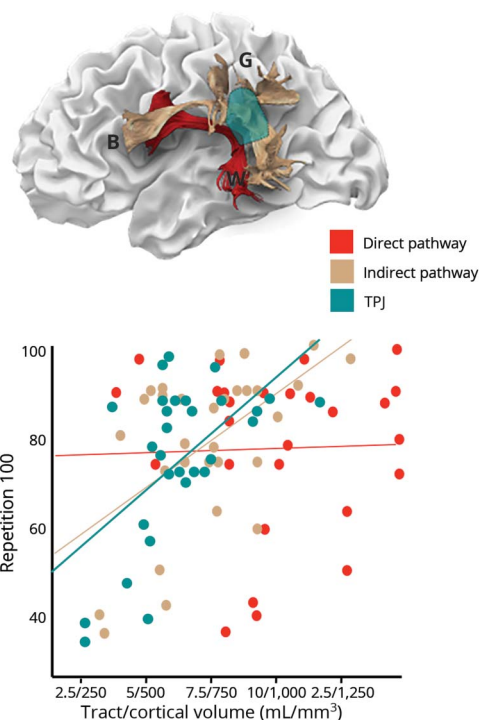 G
B
W
Direct pathway
Indirect pathway
TPJ
100
80
60
40
Repetition 100
2.5/250 5/500 7.5/750 10/1,000 2.5/1,250
Tract/cortical volume (mL/mm³)